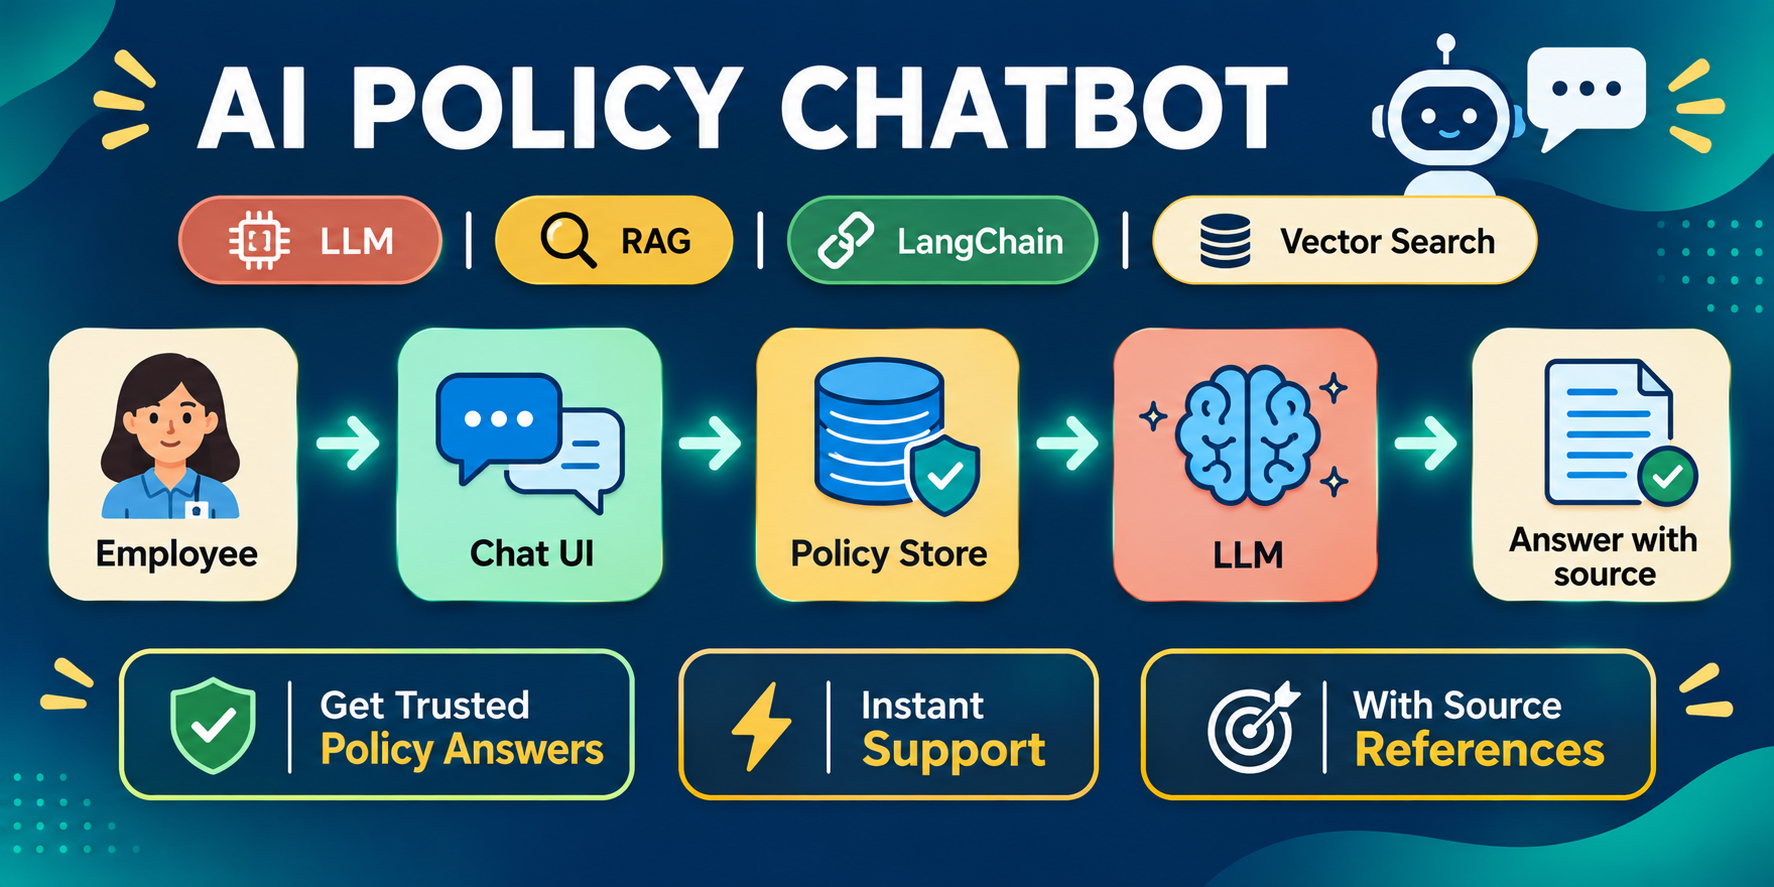 AI POLICY CHATBOT
LLM
RAG
LangChain
Vector Search
Employee
Chat UI
Policy Store
LLM
Answer with
source
Get Trusted
Policy Answers
Instant
Support
With Source
References